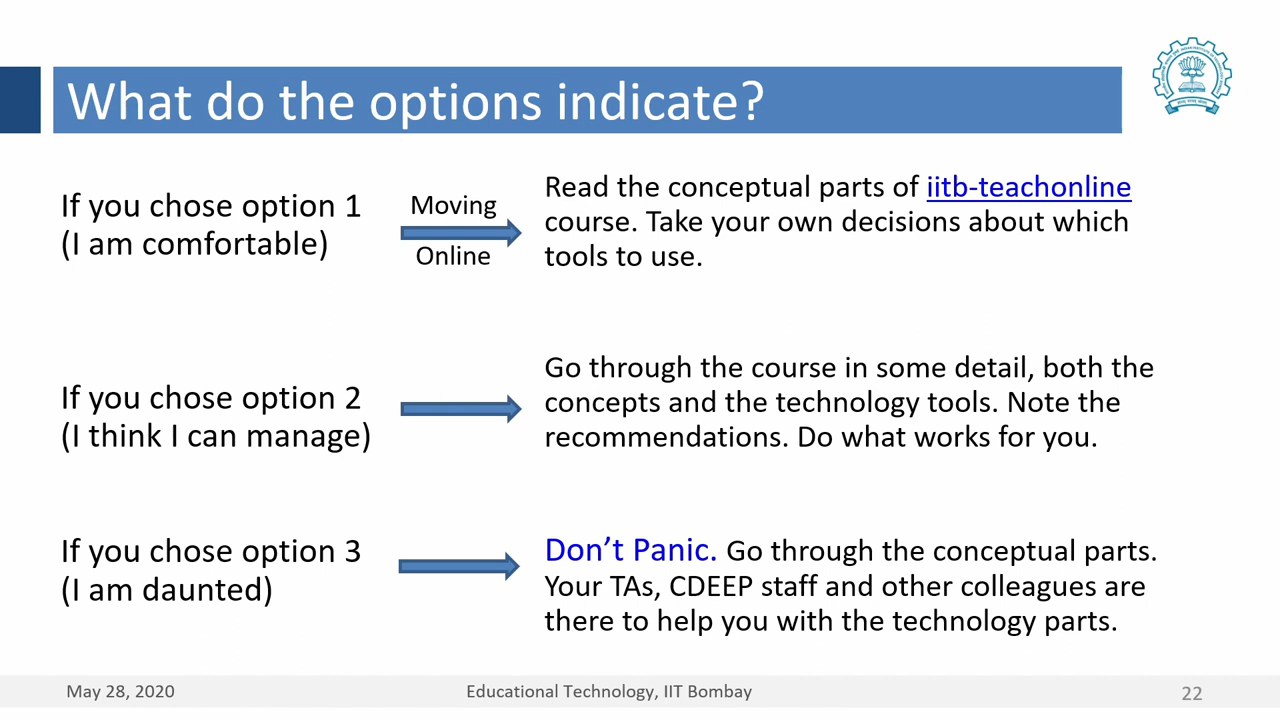 What do the options indicate?
If you chose option 1
(I am comfortable)
Moving
Online
Read the conceptual parts of iitb-teachonline
course. Take your own decisions about which
tools to use.
If you chose option 2
(I think I can manage)
Go through the course in some detail, both the
concepts and the technology tools. Note the
recommendations. Do what works for you.
If you chose option 3
(I am daunted)
Don’t Panic. Go through the conceptual parts.
Your TAs, CDEEP staff and other colleagues are
there to help you with the technology parts.
May 28, 2020
Educational Technology, IIT Bombay
22